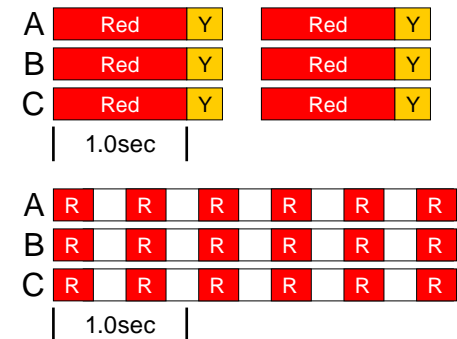 A Red Y Red Y
B Red Y Red Y
C Red Y Red Y
1.0sec
A R R R R R R
B R R R R R R
C R R R R R R
1.0sec